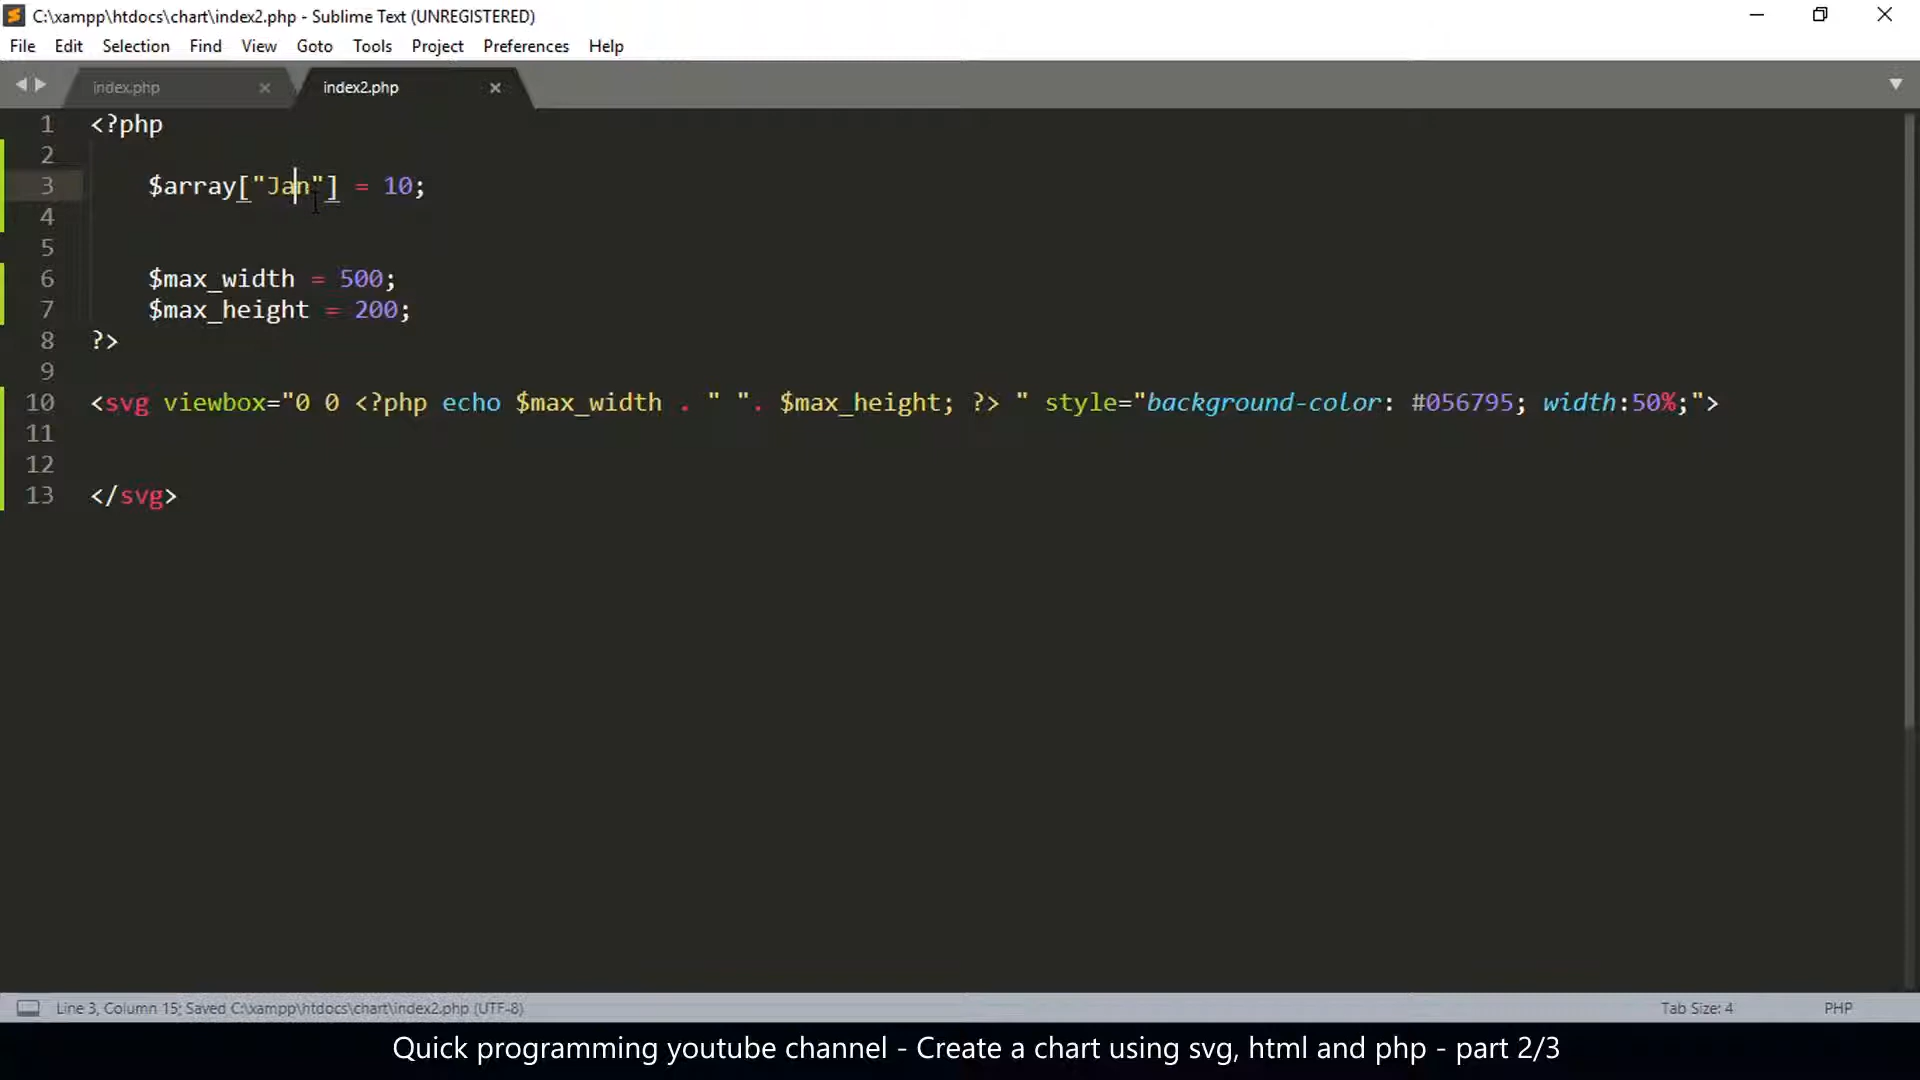 C:\xampp\htdocs\chart\index2.php - Sublime Text (UNREGISTERED)
File Edit Selection Find View Goto Tools Project Preferences Help
index.php index2.php
1 <?php
2
3 $array["Jan"] = 10;
4
5
6 $max_width = 500;
7 $max_height = 200;
8 ?>
9
10 <svg viewbox="0 0 <?php echo $max_width . " ". $max_height; ?> " style="background-color: #056795; width:50%;">
11
12
13 </svg>
Line 3, Column 15; Saved C:\xampp\htdocs\chart\index2.php (UTF-8) Tab Size: 4 PHP
Quick programming youtube channel - Create a chart using svg, html and php - part 2/3